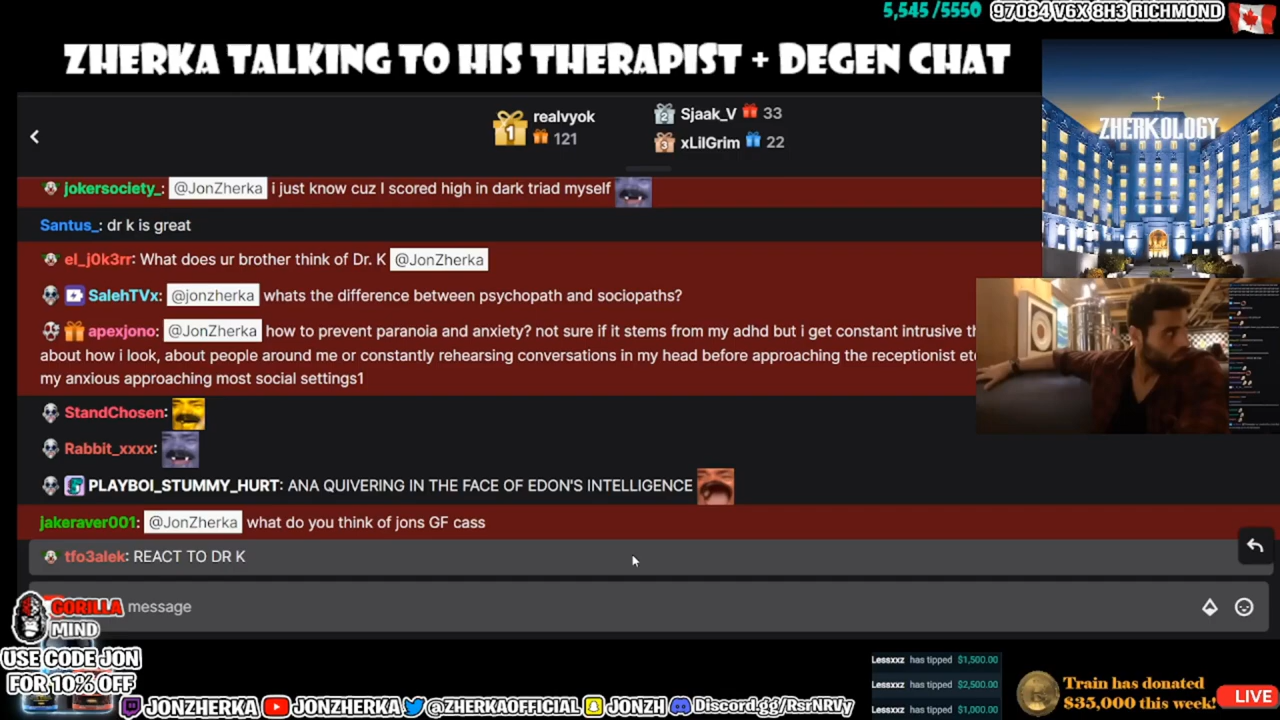 5,545 /5550
97084 V6X 8H3 RICHMOND
ZHERKA TALKING TO HIS THERAPIST + DEGEN CHAT
ZHERKOLOGY
1 realvyok
121
2 Sjaak_V 33
3 xLilGrim 22
jokersociety_: @JonZherka i just know cuz I scored high in dark triad myself
Santus_: dr k is great
el_j0k3rr: What does ur brother think of Dr. K @JonZherka
SalehTVx: @jonzherka whats the difference between psychopath and sociopaths?
apexjono: @JonZherka how to prevent paranoia and anxiety? not sure if it stems from my adhd but i get constant intrusive th
about how i look, about people around me or constantly rehearsing conversations in my head before approaching the receptionist etc
my anxious approaching most social settings1
StandChosen:
Rabbit_xxxx:
PLAYBOI_STUMMY_HURT: ANA QUIVERING IN THE FACE OF EDON'S INTELLIGENCE
jakeraver001: @JonZherka what do you think of jons GF cass
tfo3alek: REACT TO DR K
message
GORILLA
MIND
USE CODE JON
FOR 10% OFF
Lessxxz has tipped $1,500.00
Lessxxz has tipped $2,500.00
Lessxxz has tipped $1,000.00
Train has donated
$35,000 this week!
LIVE
JONZHERKA JONZHERKA @ZHERKAOFFICIAL JONZH Discord.gg/RsrNRVy